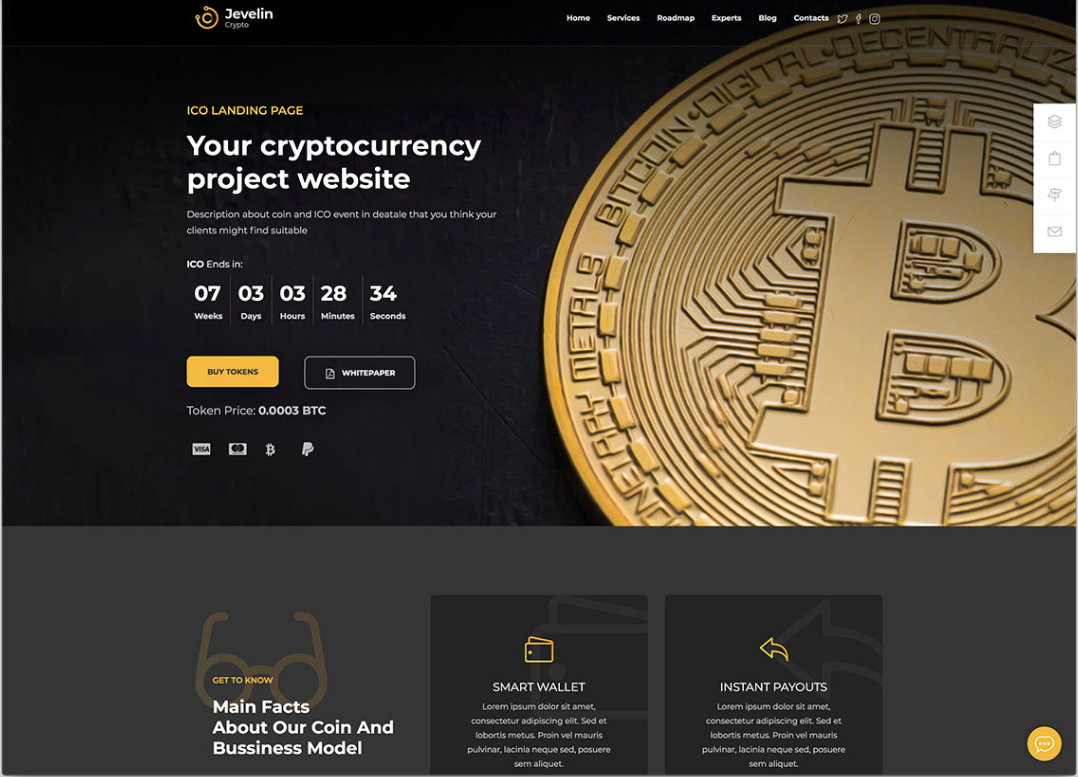 Jevelin
Crypto
Home Services Roadmap Experts Blog Contacts
ICO LANDING PAGE
Your cryptocurrency
project website
Description about coin and ICO event in deatale that you think your
clients might find suitable
ICO Ends in:
07 03 03 28 34
Weeks Days Hours Minutes Seconds
BUY TOKENS WHITEPAPER
Token Price: 0.0003 BTC
VISA
BITCOIN•DIGITAL•DECENTRALIZ
METALS
GET TO KNOW
Main Facts
About Our Coin And
Bussiness Model
SMART WALLET
Lorem ipsum dolor sit amet,
consectetur adipiscing elit. Sed et
lobortis metus. Proin vel mauris
pulvinar, lacinia neque sed, posuere
sem aliquet.
INSTANT PAYOUTS
Lorem ipsum dolor sit amet,
consectetur adipiscing elit. Sed et
lobortis metus. Proin vel mauris
pulvinar, lacinia neque sed, posuere
sem aliquet.